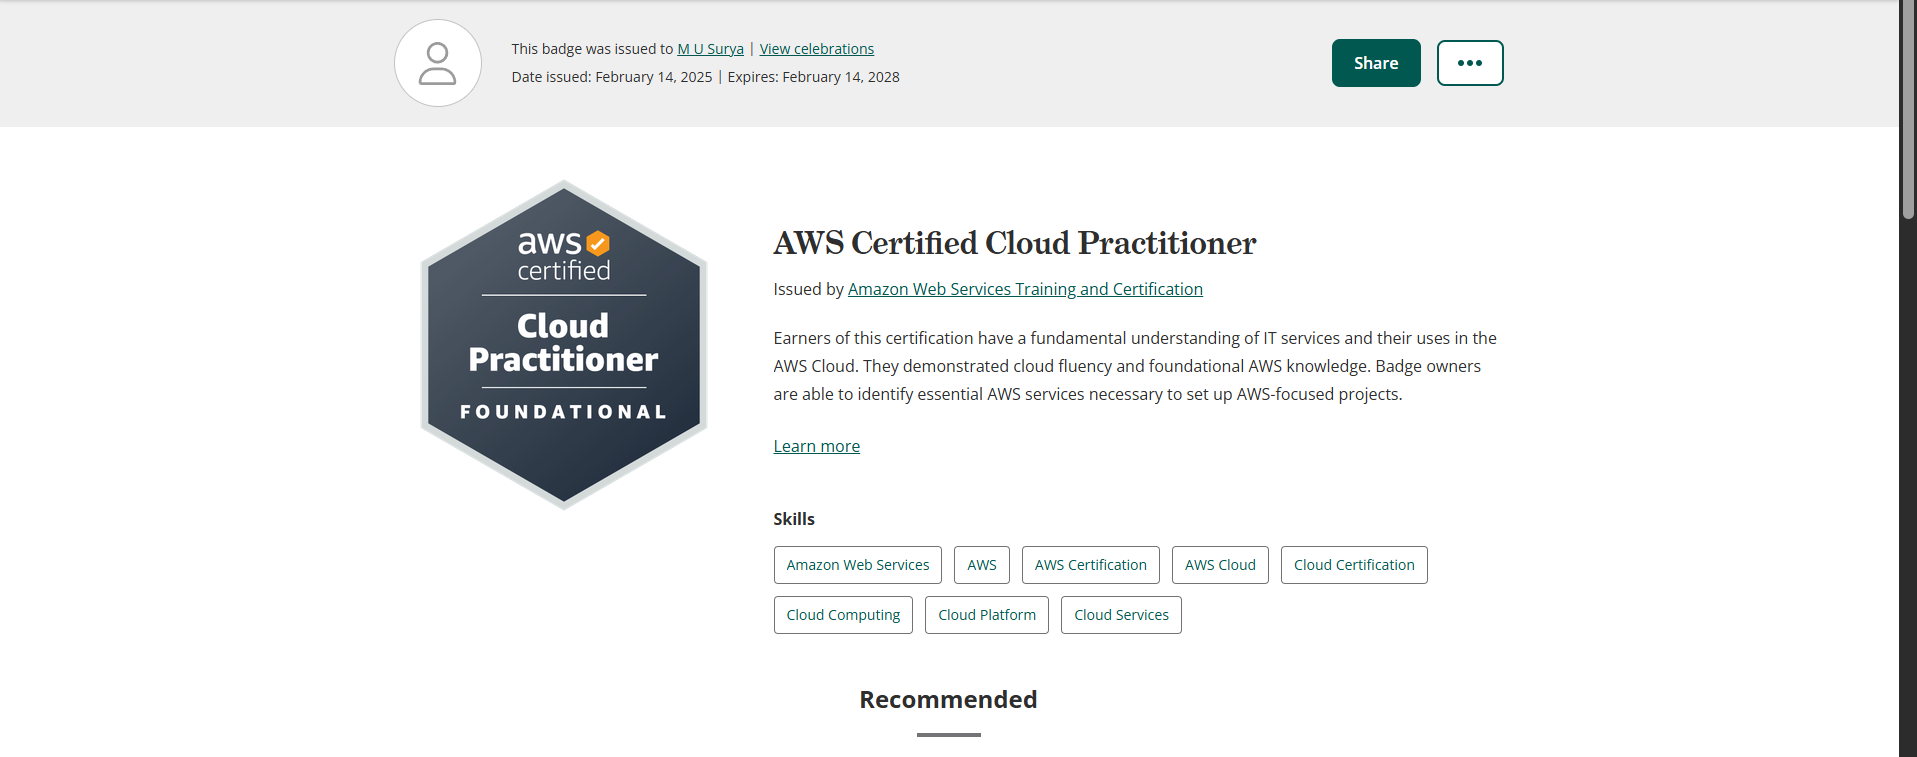 This badge was issued to M U Surya | View celebrations
Date issued: February 14, 2025 | Expires: February 14, 2028
Share
•••
aws
certified
Cloud
Practitioner
FOUNDATIONAL
AWS Certified Cloud Practitioner
Issued by Amazon Web Services Training and Certification
Earners of this certification have a fundamental understanding of IT services and their uses in the
AWS Cloud. They demonstrated cloud fluency and foundational AWS knowledge. Badge owners
are able to identify essential AWS services necessary to set up AWS-focused projects.
Learn more
Skills
Amazon Web Services AWS AWS Certification AWS Cloud Cloud Certification
Cloud Computing Cloud Platform Cloud Services
Recommended